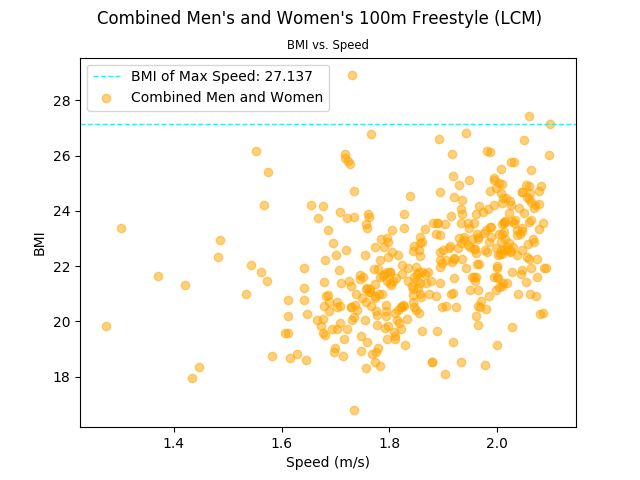 Combined Men's and Women's 100m Freestyle (LCM)
BMI vs. Speed
BMI of Max Speed: 27.137
Combined Men and Women
28
26
24
22
20
18
BMI
1.4 1.6 1.8 2.0
Speed (m/s)